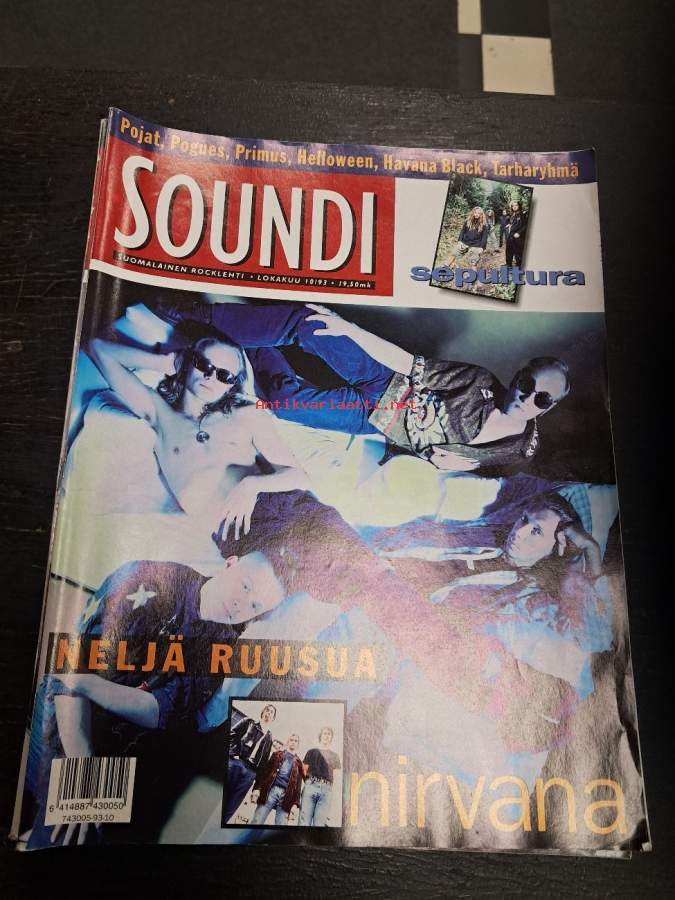 Pojat, Pogues, Primus, Helloween, Havana Black, Tarharyhmä
SOUNDI
SUOMALAINEN ROCKLEHTI • LOKAKUU 10/93 • 19,50mk
sepultura
Antikvariaatti.net
NELJÄ RUUSUA
nirvana
6 414887 430050
743005-93-10